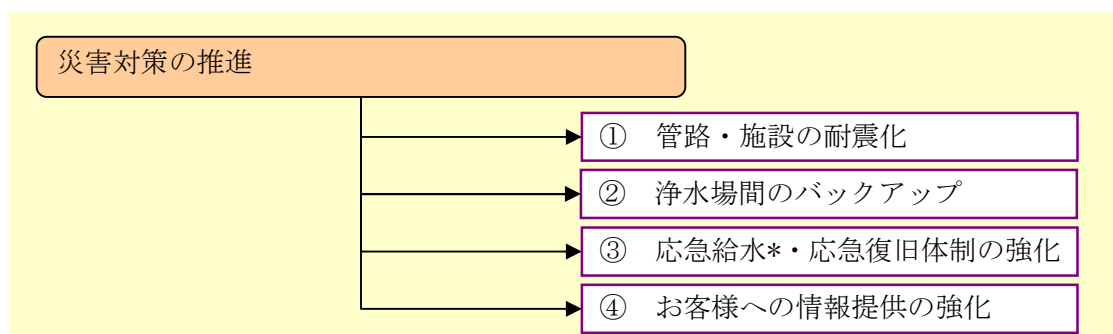 災害対策の推進
① 管路・施設の耐震化
② 浄水場間のバックアップ
③ 応急給水*・応急復旧体制の強化
④ お客様への情報提供の強化